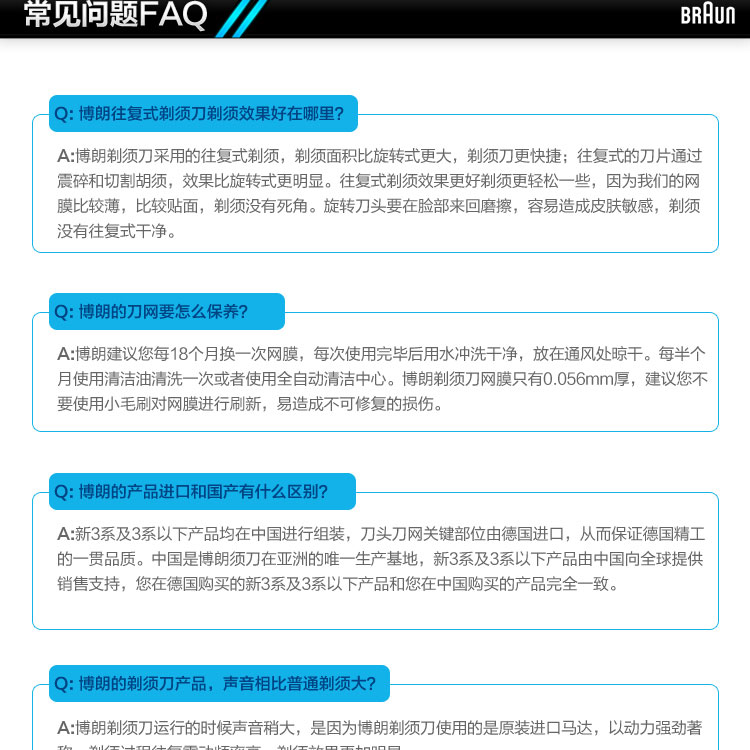 常见问题FAQ
BRAUN
Q: 博朗往复式剃须刀剃须效果好在哪里?
A:博朗剃须刀采用的往复式剃须，剃须面积比旋转式更大，剃须刀更快捷；往复式的刀片通过
震碎和切割胡须，效果比旋转式更明显。往复式剃须效果更好剃须更轻松一些，因为我们的网
膜比较薄，比较贴面，剃须没有死角。旋转刀头要在脸部来回磨擦，容易造成皮肤敏感，剃须
没有往复式干净。
Q: 博朗的刀网要怎么保养?
A:博朗建议您每18个月换一次网膜，每次使用完毕后用水冲洗干净，放在通风处晾干。每半个
月使用清洁油清洗一次或者使用全自动清洁中心。博朗剃须刀网膜只有0.056mm厚，建议您不
要使用小毛刷对网膜进行刷新，易造成不可修复的损伤。
Q: 博朗的产品进口和国产有什么区别?
A:新3系及3系以下产品均在中国进行组装，刀头刀网关键部位由德国进口，从而保证德国精工
的一贯品质。中国是博朗须刀在亚洲的唯一生产基地，新3系及3系以下产品由中国向全球提供
销售支持，您在德国购买的新3系及3系以下产品和您在中国购买的产品完全一致。
Q: 博朗的剃须刀产品，声音相比普通剃须大?
A:博朗剃须刀运行的时候声音稍大，是因为博朗剃须刀使用的是原装进口马达，以动力强劲著
称，剃须过程往复震动频率高，剃须效果更加明显。